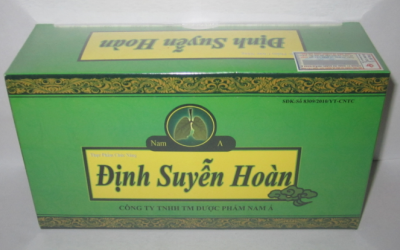 Định Suyễn Hoàn
Nam Á
Định Suyễn Hoàn
CÔNG TY TNHH TM DƯỢC PHẨM NAM Á